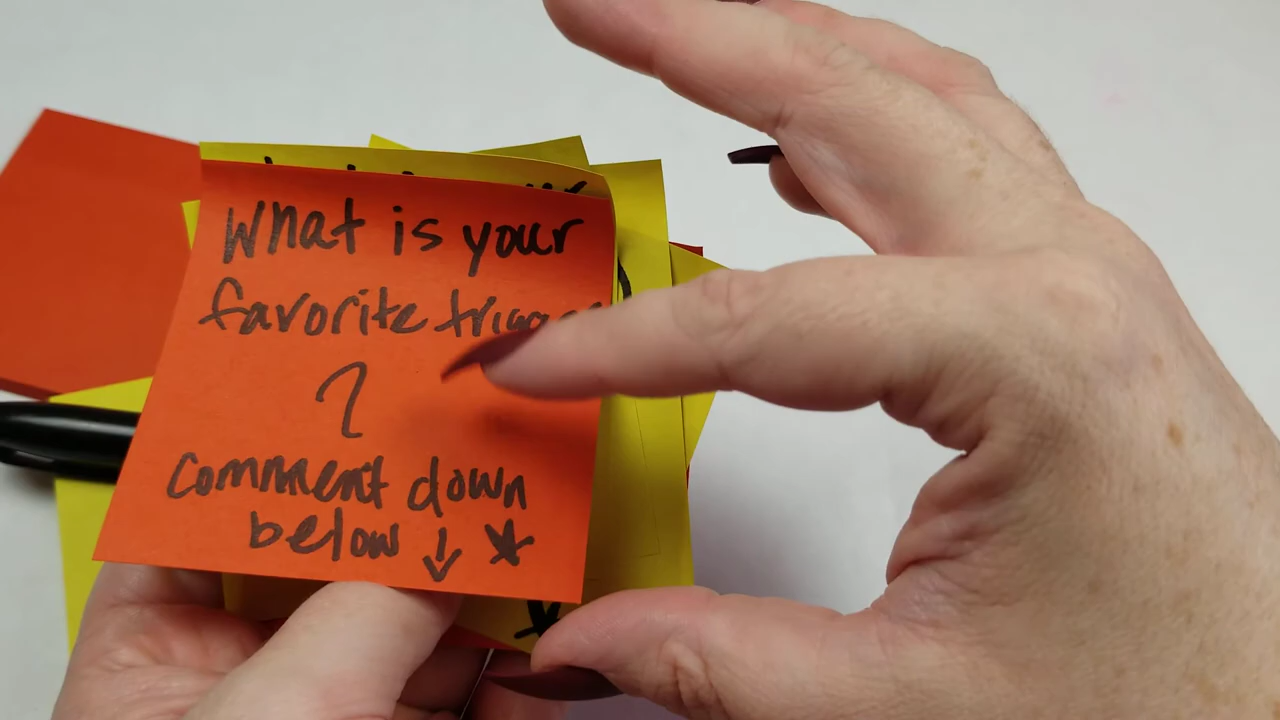 What is your
favorite
?
Comment down
below ↓ *